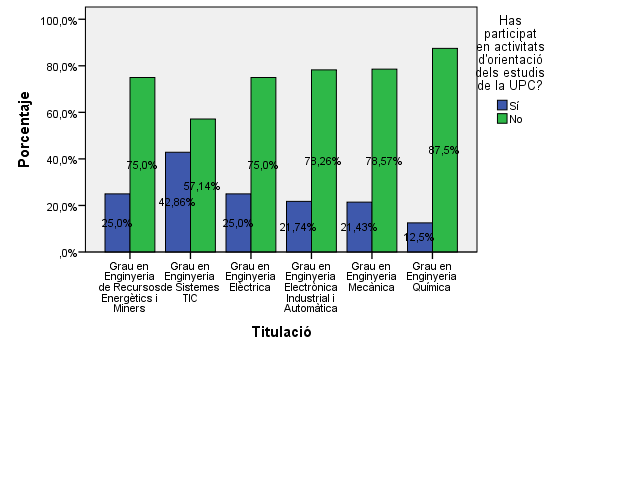 Has
participat
en activitats
d'orientació
dels estudis
de la UPC?
Sí
No
Porcentaje
100,0%
80,0%
60,0%
40,0%
20,0%
,0%
25,0%
75,0%
42,86%
57,14%
25,0%
75,0%
21,74%
78,26%
21,43%
78,57%
12,5%
87,5%
Grau en
Enginyeria
de Recursos
Energètics i
Miners
Grau en
Enginyeria
de Sistemes
TIC
Grau en
Enginyeria
Elèctrica
Grau en
Enginyeria
Electrònica
Industrial i
Automàtica
Grau en
Enginyeria
Mecànica
Grau en
Enginyeria
Química
Titulació